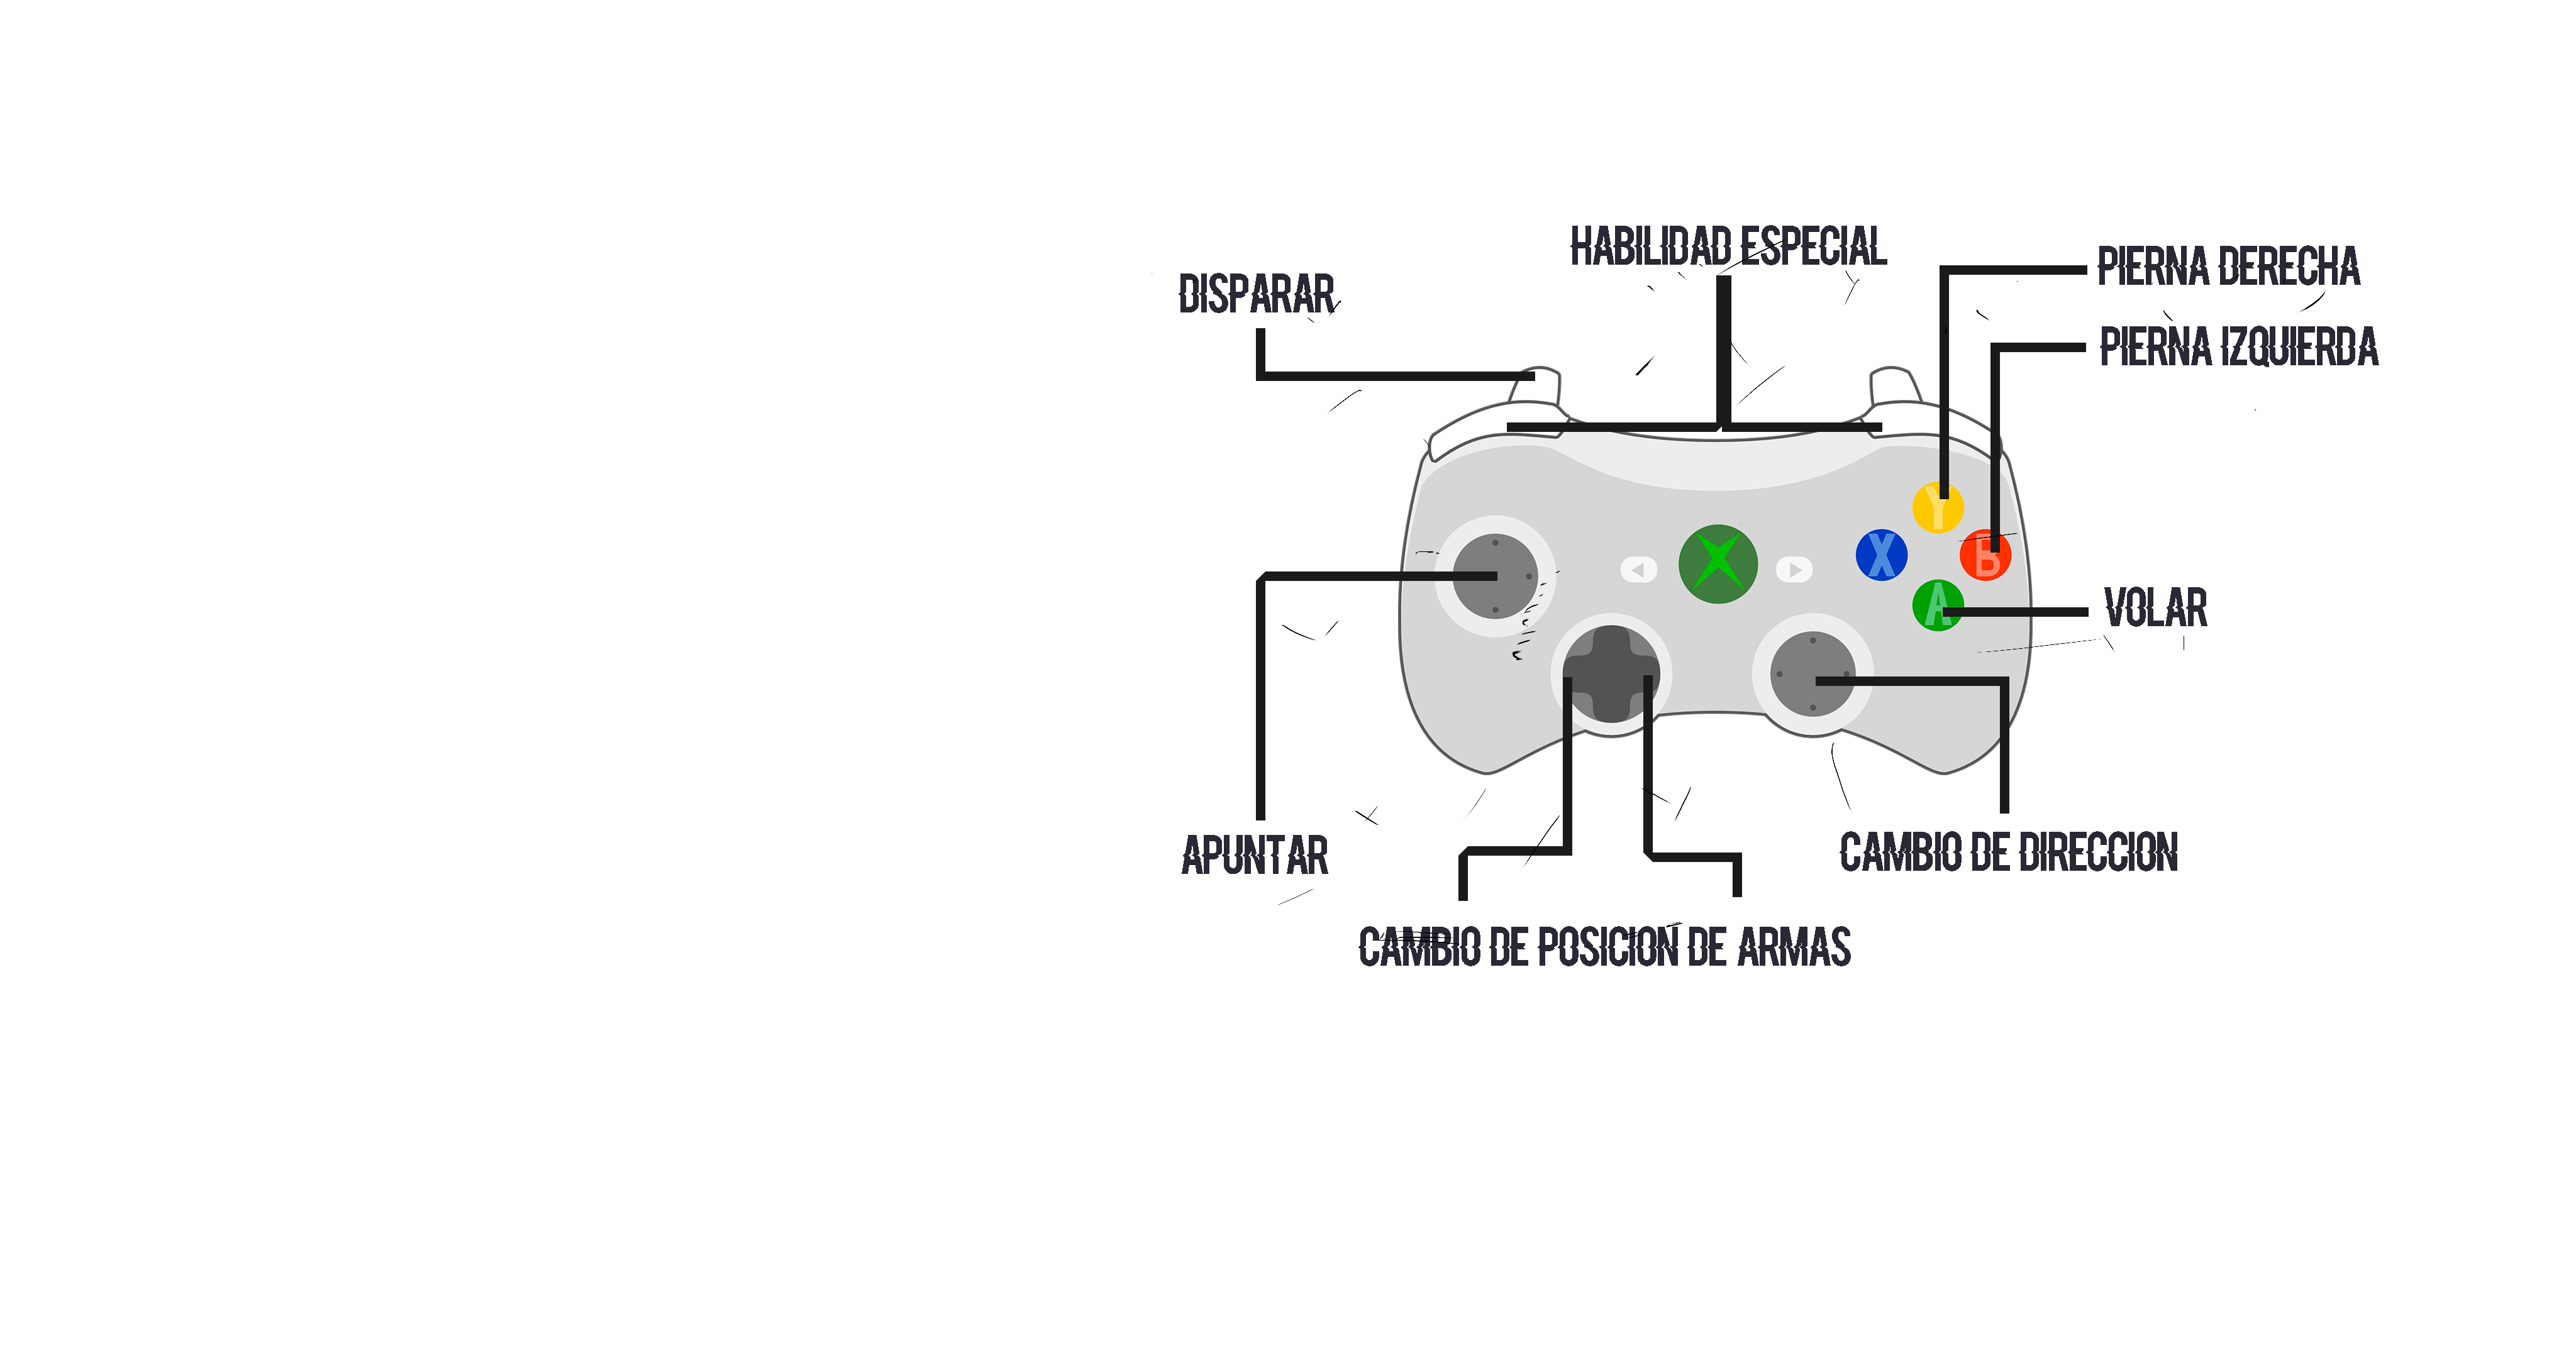 HABILIDAD ESPECIAL
DISPARAR
PIERNA DERECHA
PIERNA IZQUIERDA
Y
X
B
A
VOLAR
APUNTAR
CAMBIO DE DIRECCION
CAMBIO DE POSICION DE ARMAS